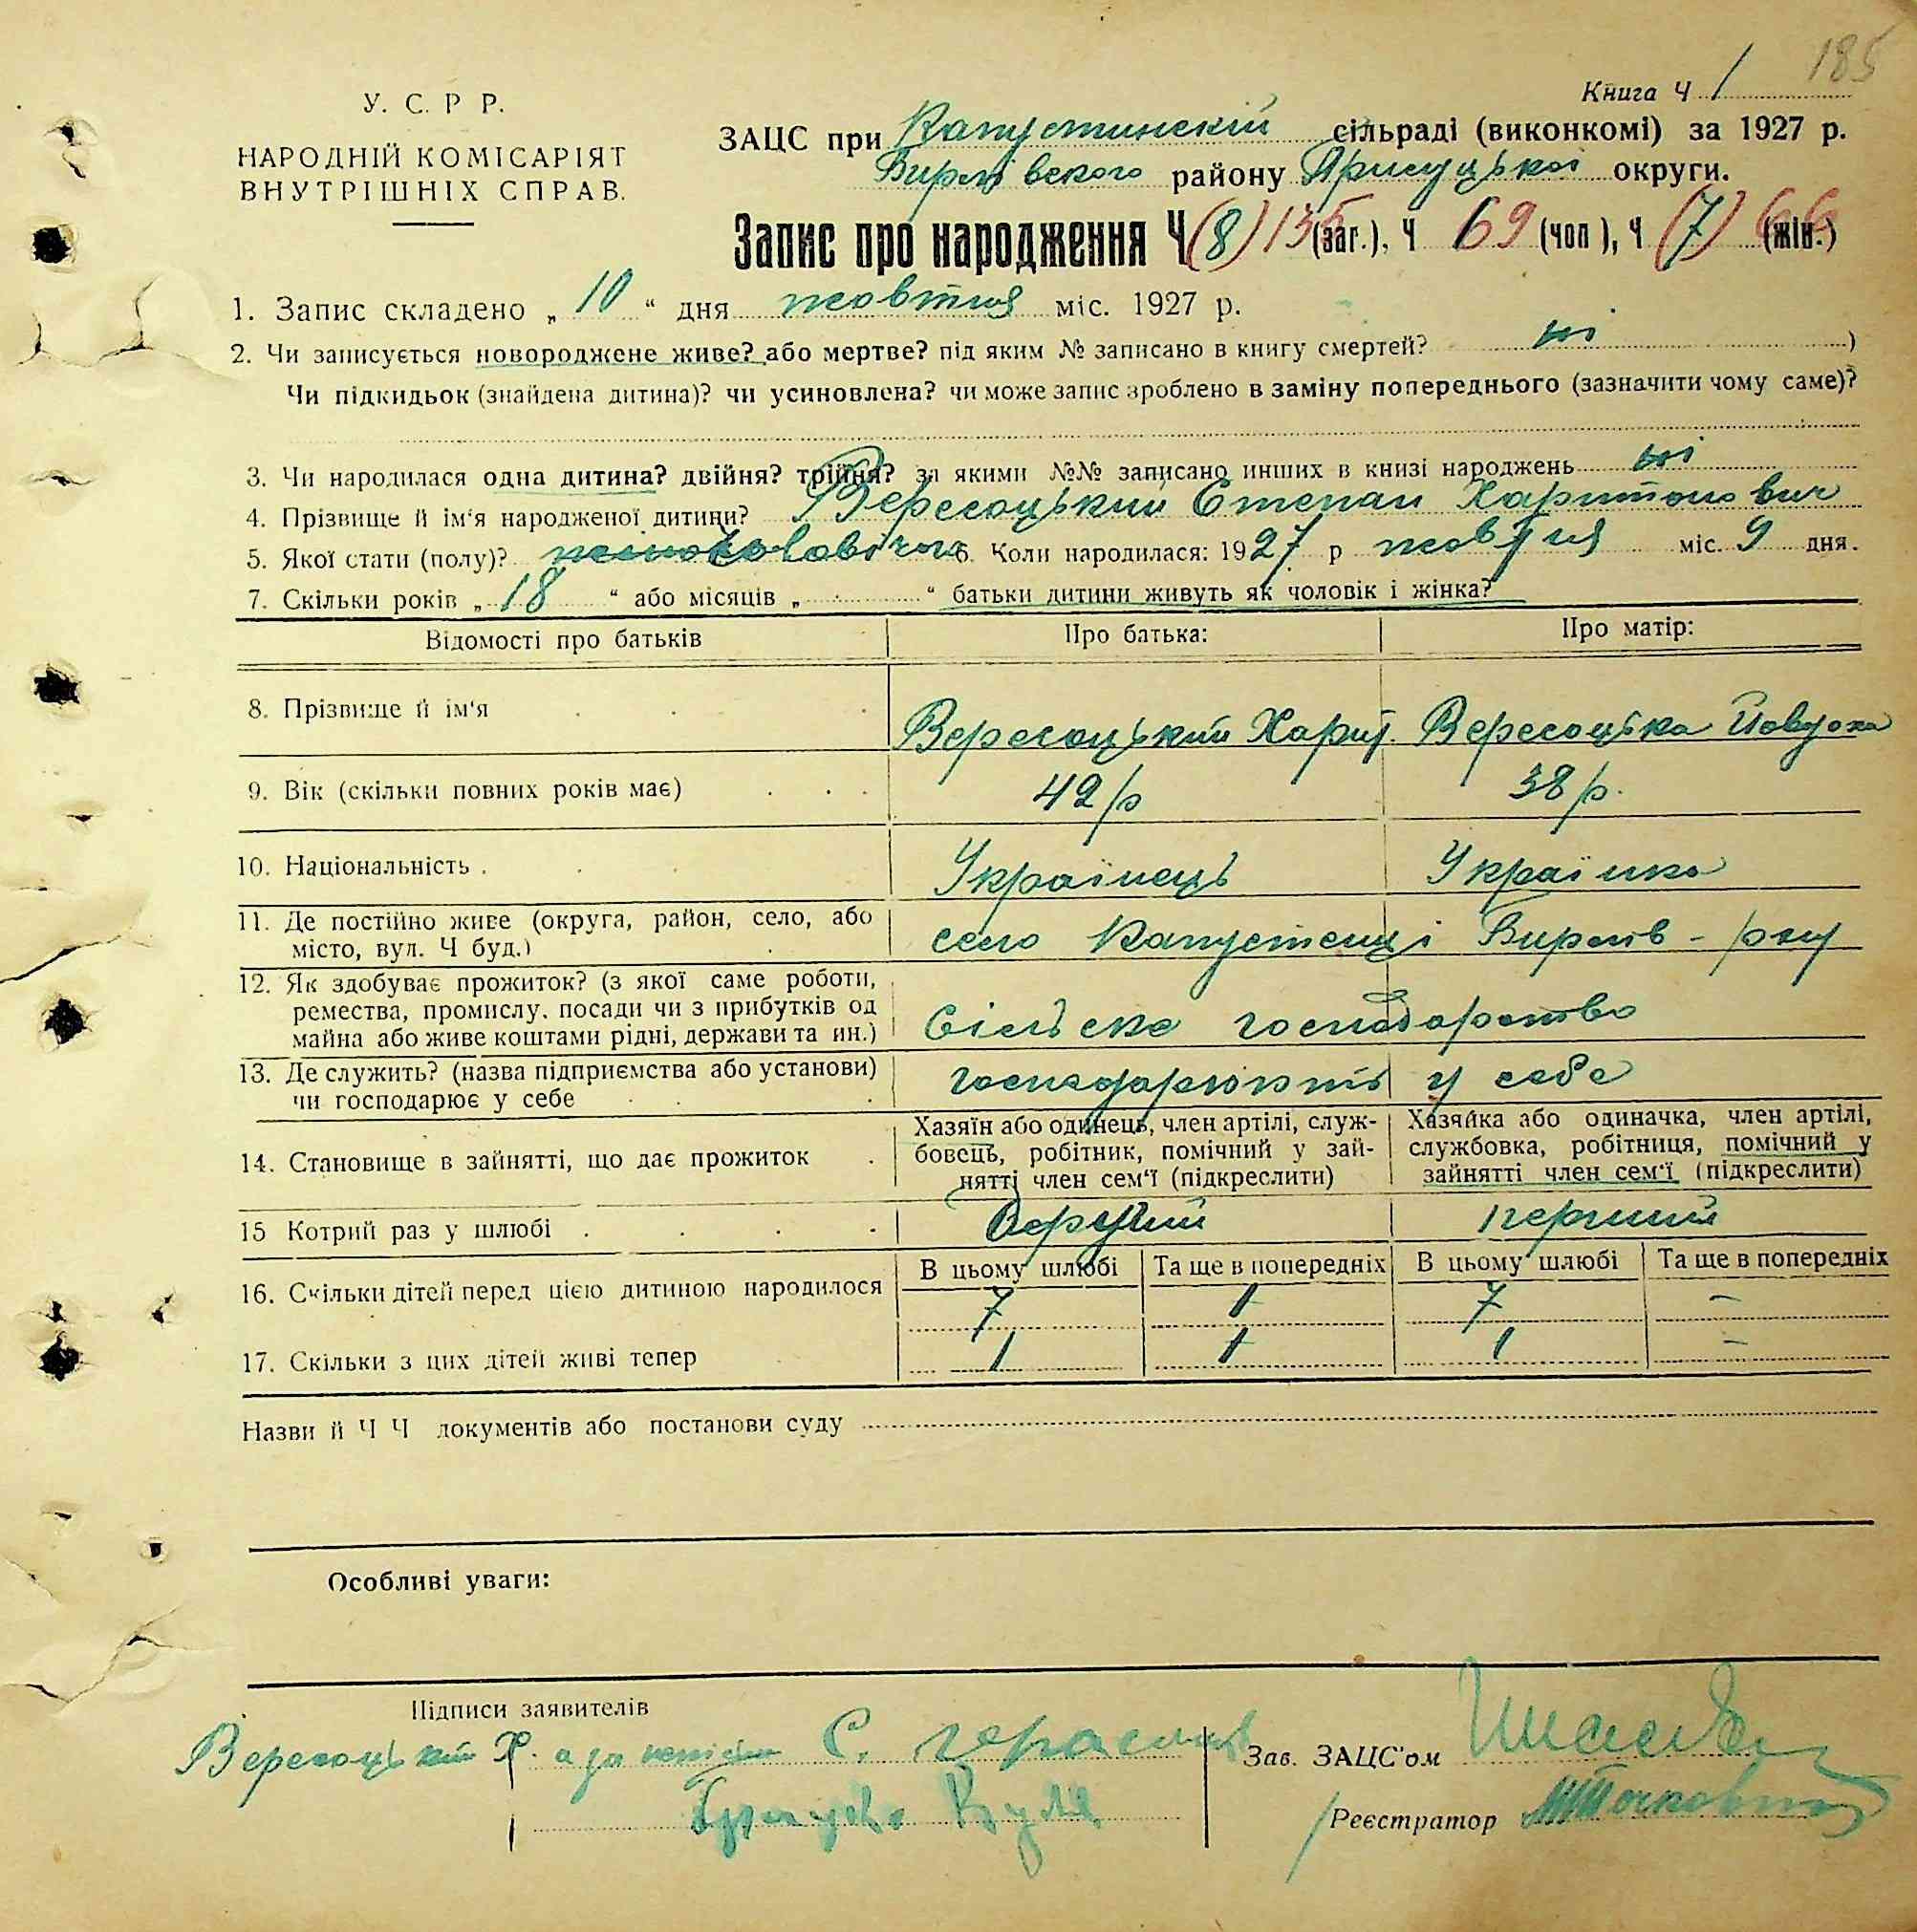 185
Книга Ч 1
У. С. Р Р.
НАРОДНІЙ КОМІСАРІЯТ
ВНУТРІШНІХ СПРАВ.
ЗАЦС при Капустинскій сільраді (виконкомі) за 1927 р.
району Прилуцької округи.
Запис про народження Ч (8) 135 (заг.), Ч 69 (чол), Ч (7) 66 (жін.)
1. Запис складено „ 10 “ дня жовтня міс. 1927 р.
2. Чи записується новороджене живе? або мертве? під яким № записано в книгу смертей? ні )
Чи підкидьок (знайдена дитина)? чи усиновлена? чи може запис зроблено в заміну попереднього (зазначити чому саме)?
3. Чи народилася одна дитина? двійня? трійня? за якими №№ записано инших в книзі народжень ні
4. Прізвище й ім‘я народженої дитини? Вересоцький Степан Харитонович
5. Якої стати (полу)? 6. Коли народилася: 1927 р жовтня міс. 9 дня.
7. Скільки років „ 18 “ або місяців „ “ батьки дитини живуть як чоловік і жінка?
Відомості про батьків Про батька: Про матір:
8. Прізвище й ім‘я Вересоцький Харит. Вересоцька Йовдоха
9. Вік (скільки повних років має) 42 р 38 р.
10. Національність . Українець Українка
11. Де постійно живе (округа, район, село, або село Капустенці
місто, вул. Ч буд.)
12. Як здобуває прожиток? (з якої саме роботи,
ремества, промислу, посади чи з прибутків од Сільске господарство
майна або живе коштами рідні, держави та ин.)
13. Де служить? (назва підприємства або установи) господарюють у себе
чи господарює у себе
14. Становище в зайнятті, що дає прожиток
Хазяїн або одинець, член артілі, служ-
бовець, робітник, помічний у зай-
нятті член сем‘ї (підкреслити)
Хазяйка або одиначка, член артілі,
службовка, робітниця, помічний у
зайнятті член сем‘ї (підкреслити)
15 Котрий раз у шлюбі перший
В цьому шлюбі Та ще в попередніх В цьому шлюбі Та ще в попередніх
16. Скільки дітей перед цією дитиною народилося 7 1 7 –
17. Скільки з цих дітей живі тепер 1 1 1 –
Назви й Ч Ч документів або постанови суду
Особливі уваги:
Підписи заявителів
Вересоцький Х. С.
Зав. ЗАЦС‘ом
Реєстратор